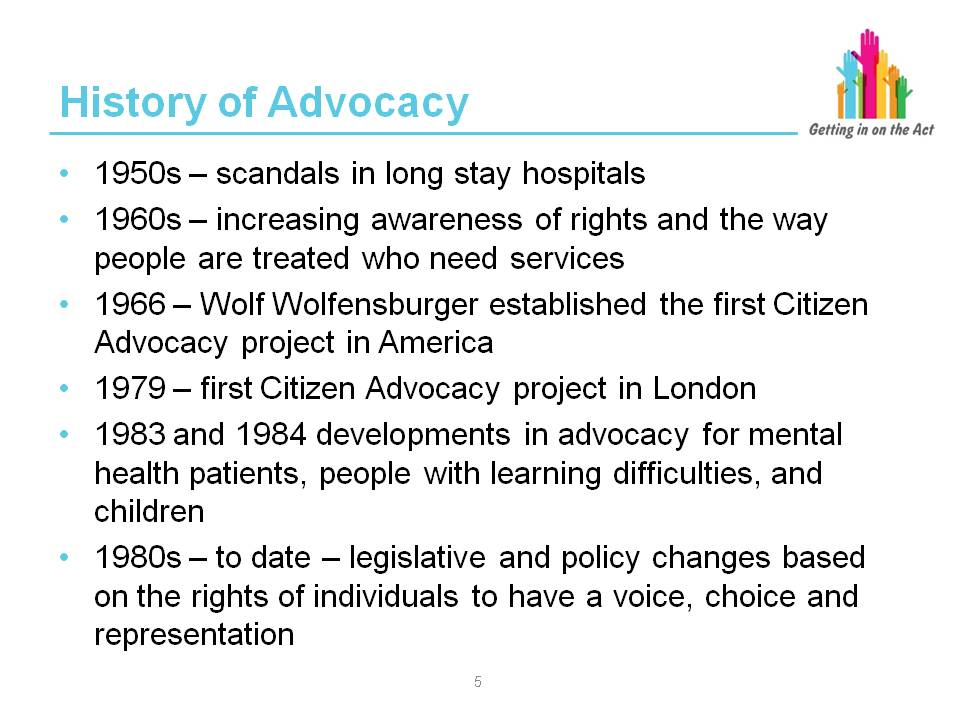 History of Advocacy
Getting in on the Act
• 1950s – scandals in long stay hospitals
• 1960s – increasing awareness of rights and the way
people are treated who need services
• 1966 – Wolf Wolfensburger established the first Citizen
Advocacy project in America
• 1979 – first Citizen Advocacy project in London
• 1983 and 1984 developments in advocacy for mental
health patients, people with learning difficulties, and
children
• 1980s – to date – legislative and policy changes based
on the rights of individuals to have a voice, choice and
representation
5